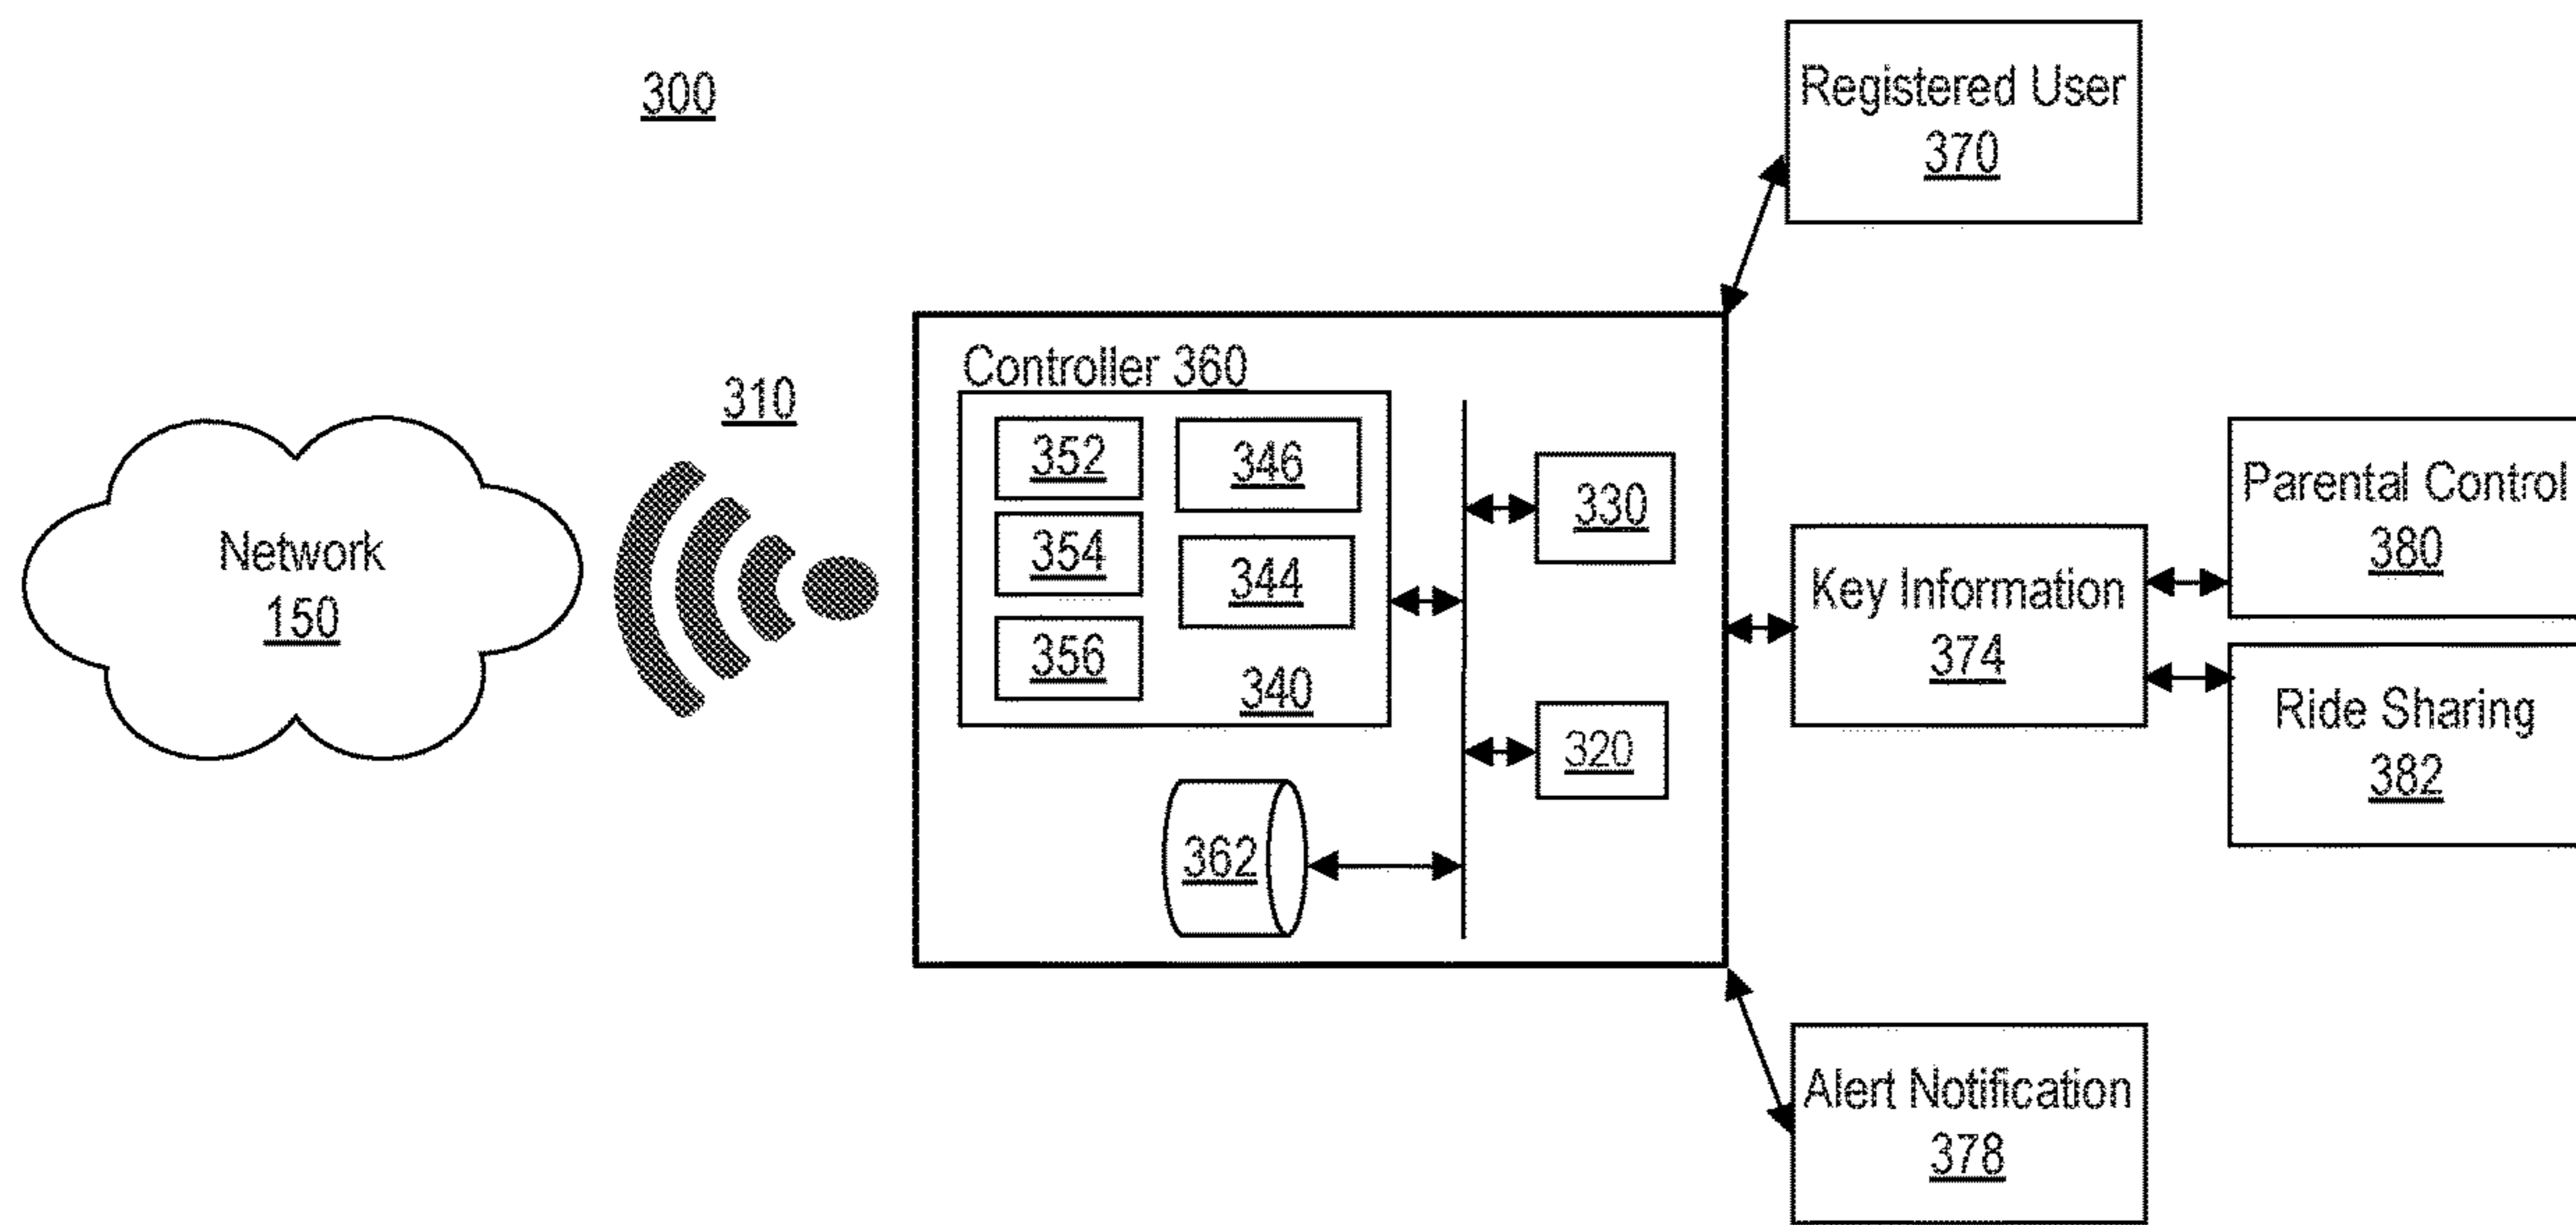 300
Registered User
370
310
Controller 360
352
346
354
344
356
340
330
320
362
Network
150
Key Information
374
Parental Control
380
Ride Sharing
382
Alert Notification
378